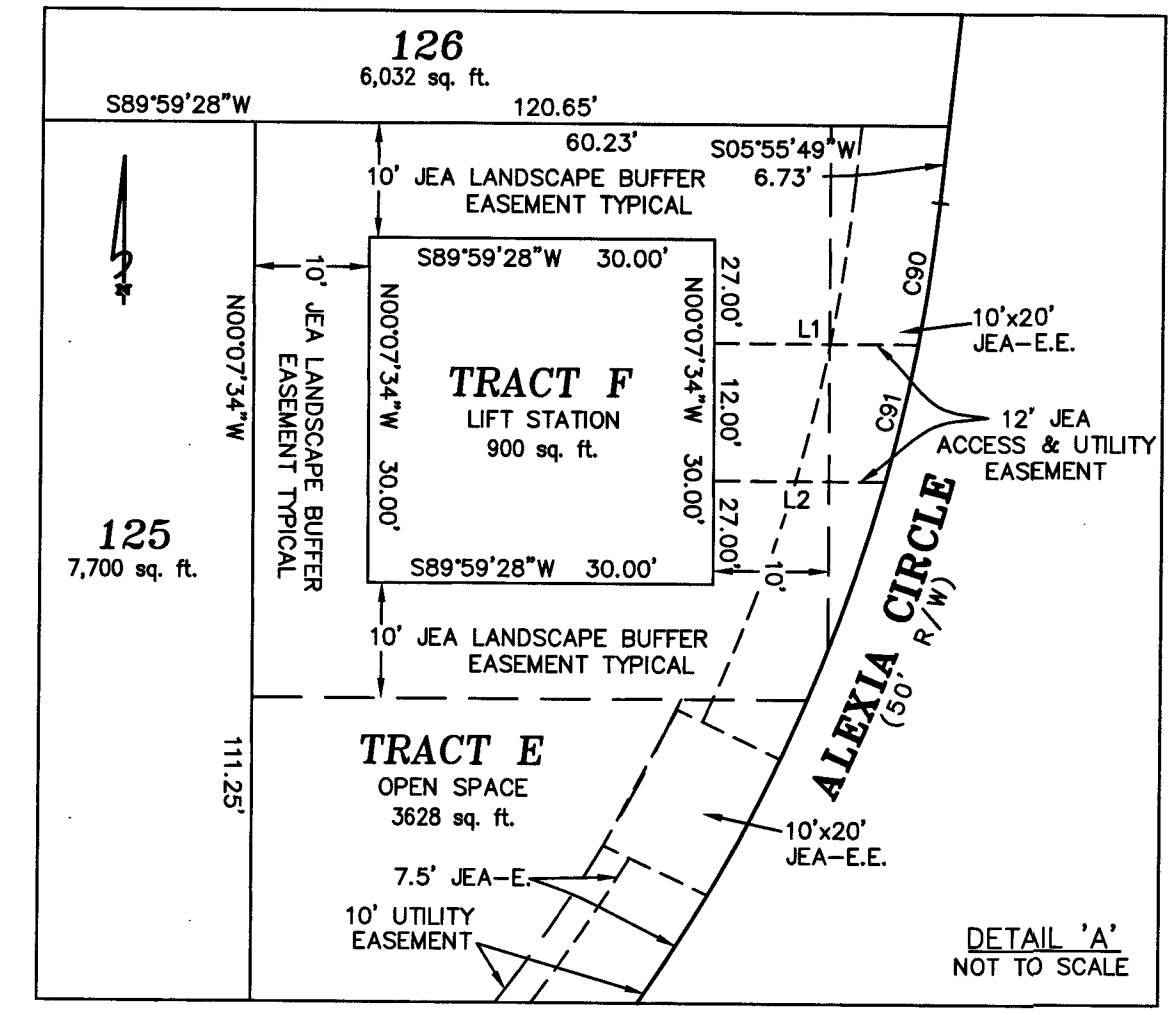 126
6,032 sq. ft.
S89°59'28"W
120.65'
60.23'
S05°55'49"W
6.73'
10' JEA LANDSCAPE BUFFER
EASEMENT TYPICAL
N
S89°59'28"W 30.00'
10' JEA LANDSCAPE BUFFER
EASEMENT TYPICAL
N00°07'34"W
N00°07'34"W 30.00'
N00°07'34"W 30.00'
27.00'
12.00'
27.00'
L1
L2
C90
C91
10'x20'
JEA-E.E.
TRACT F
LIFT STATION
900 sq. ft.
12' JEA
ACCESS & UTILITY
EASEMENT
125
7,700 sq. ft.
S89°59'28"W 30.00'
10'
10' JEA LANDSCAPE BUFFER
EASEMENT TYPICAL
ALEXIA CIRCLE
(50' R/W)
111.25'
TRACT E
OPEN SPACE
3628 sq. ft.
10'x20'
JEA-E.E.
7.5' JEA-E.
10' UTILITY
EASEMENT
DETAIL 'A'
NOT TO SCALE